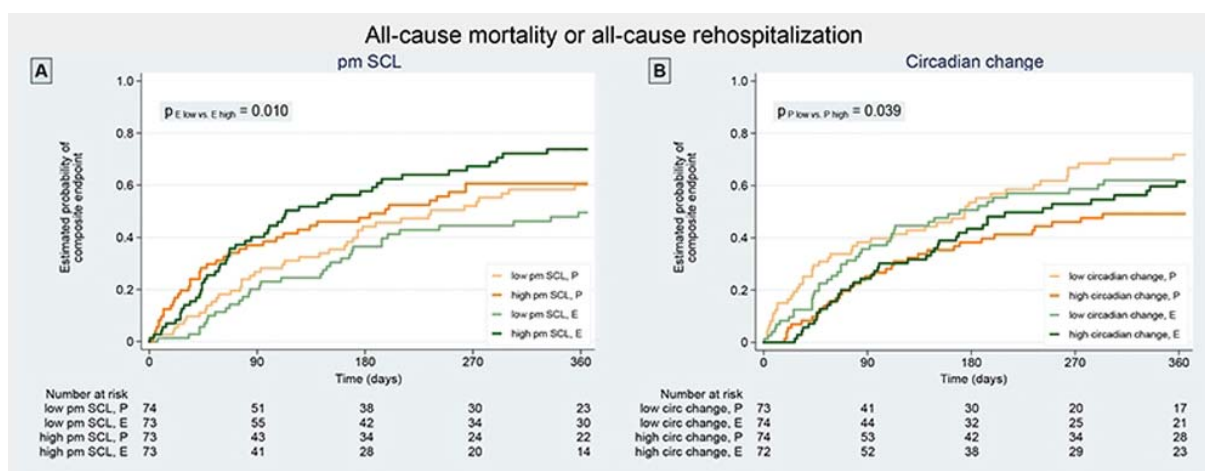 All-cause mortality or all-cause rehospitalization
A
pm SCL
1.0
0.8
0.6
0.4
0.2
0
Estimated probability of
composite endpoint
p E low vs. E high = 0.010
low pm SCL, P
high pm SCL, P
low pm SCL, E
high pm SCL, E
0 90 180 270 360
Time (days)
Number at risk
low pm SCL, P 74 51 38 30 23
low pm SCL, E 73 55 42 34 30
high pm SCL, P 73 43 34 24 22
high pm SCL, E 73 41 28 20 14
B
Circadian change
1.0
0.8
0.6
0.4
0.2
0
Estimated probability of
composite endpoint
p P low vs. P high = 0.039
low circadian change, P
high circadian change, P
low circadian change, E
high circadian change, E
0 90 180 270 360
Time (days)
Number at risk
low circ change, P 73 41 30 20 17
low circ change, E 74 44 32 25 21
high circ change, P 74 53 42 34 28
high circ change, E 72 52 38 29 23